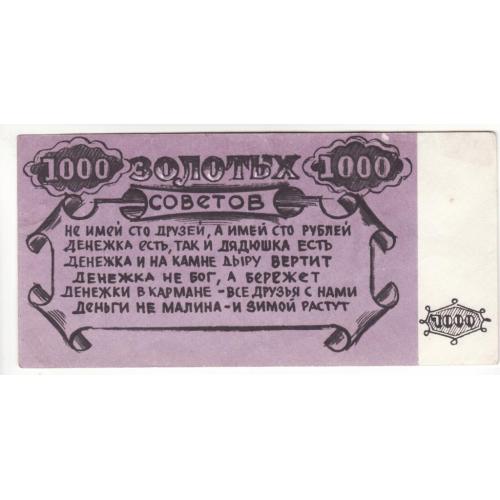 1000 ЗОЛОТЫХ 1000
СОВЕТОВ
НЕ ИМЕЙ СТО ДРУЗЕЙ, А ИМЕЙ СТО РУБЛЕЙ
ДЕНЕЖКА ЕСТЬ, ТАК И ДЯДЮШКА ЕСТЬ
ДЕНЕЖКА И НА КАМНЕ ДЫРУ ВЕРТИТ
ДЕНЕЖКА НЕ БОГ, А БЕРЕЖЕТ
ДЕНЕЖКИ В КАРМАНЕ - ВСЕ ДРУЗЬЯ С НАМИ
ДЕНЬГИ НЕ МАЛИНА - И ЗИМОЙ РАСТУТ
1000